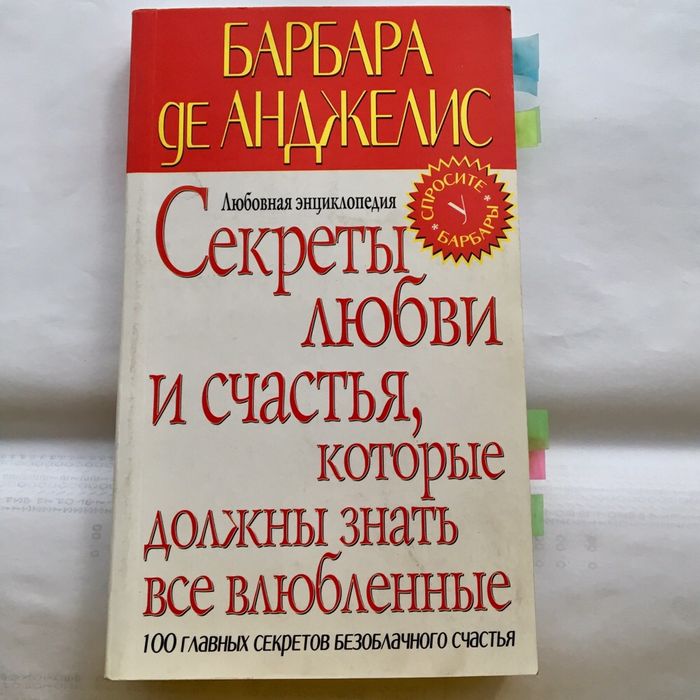 БАРБАРА
де АНДЖЕЛИС
Любовная энциклопедия
* СПРОСИТЕ *
У
БАРБАРЫ
Секреты
любви
и счастья,
которые
должны знать
все влюбленные
100 главных секретов безоблачного счастья